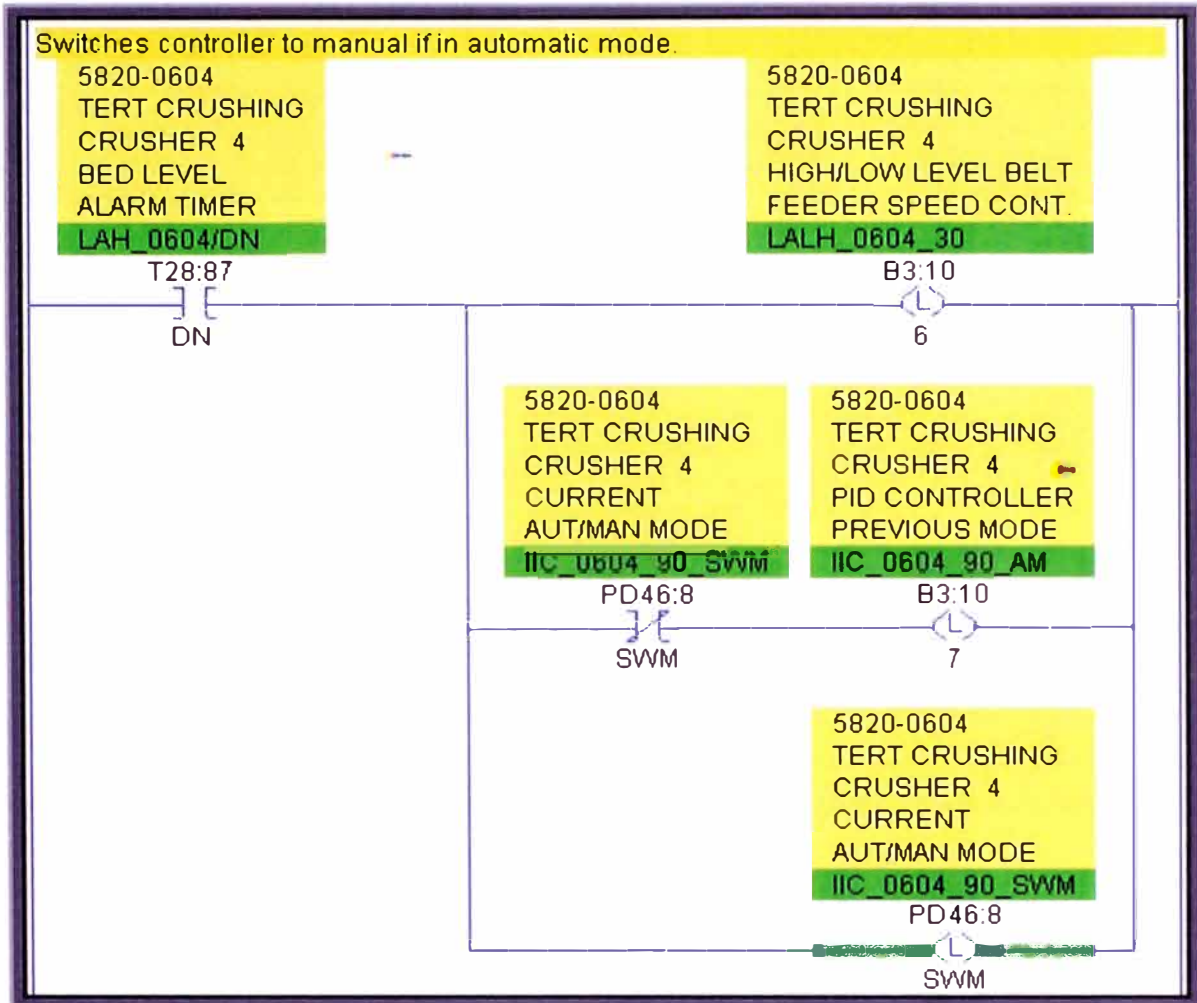 Switches controller to manual if in automatic mode.
5820-0604
TERT CRUSHING
CRUSHER 4
BED LEVEL
ALARM TIMER
LAH_0604/DN
T28:87
DN
5820-0604
TERT CRUSHING
CRUSHER 4
HIGH/LOW LEVEL BELT
FEEDER SPEED CONT.
LALH_0604_30
B3:10
L
6
5820-0604
TERT CRUSHING
CRUSHER 4
CURRENT
AUT/MAN MODE
IIC_0604_90_SWM
PD46:8
SWM
5820-0604
TERT CRUSHING
CRUSHER 4
PID CONTROLLER
PREVIOUS MODE
IIC_0604_90_AM
B3:10
L
7
5820-0604
TERT CRUSHING
CRUSHER 4
CURRENT
AUT/MAN MODE
IIC_0604_90_SWM
PD46:8
L
SWM